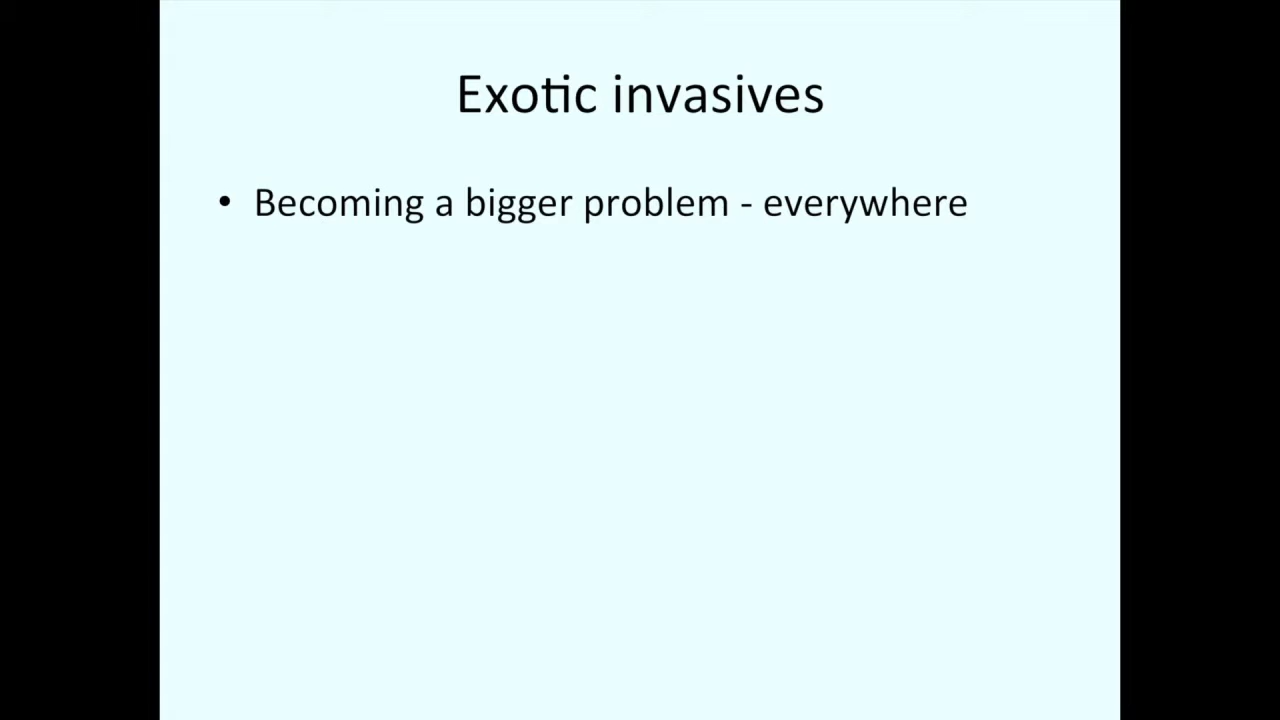 Exotic invasives
• Becoming a bigger problem - everywhere